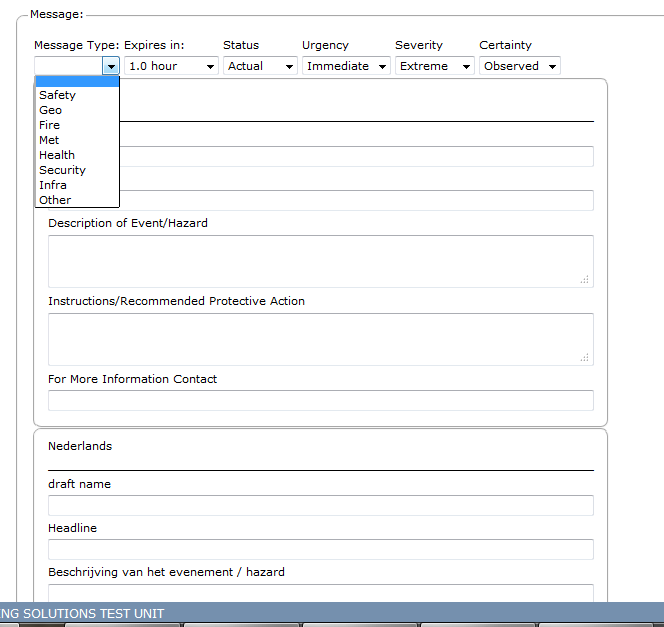 Message:
Message Type: Expires in: Status Urgency Severity Certainty
1.0 hour Actual Immediate Extreme Observed
Safety
Geo
Fire
Met
Health
Security
Infra
Other
Description of Event/Hazard
Instructions/Recommended Protective Action
For More Information Contact
Nederlands
draft name
Headline
Beschrijving van het evenement / hazard
NG SOLUTIONS TEST UNIT